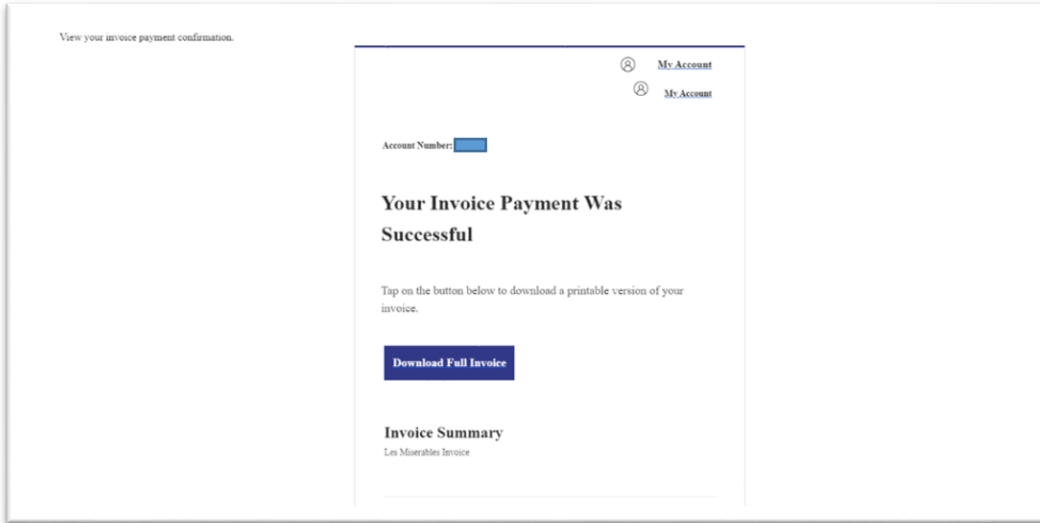 View your invoice payment confirmation.
My Account
My Account
Account Number:
Your Invoice Payment Was
Successful
Tap on the button below to download a printable version of your
invoice.
Download Full Invoice
Invoice Summary
Les Miserables Invoice